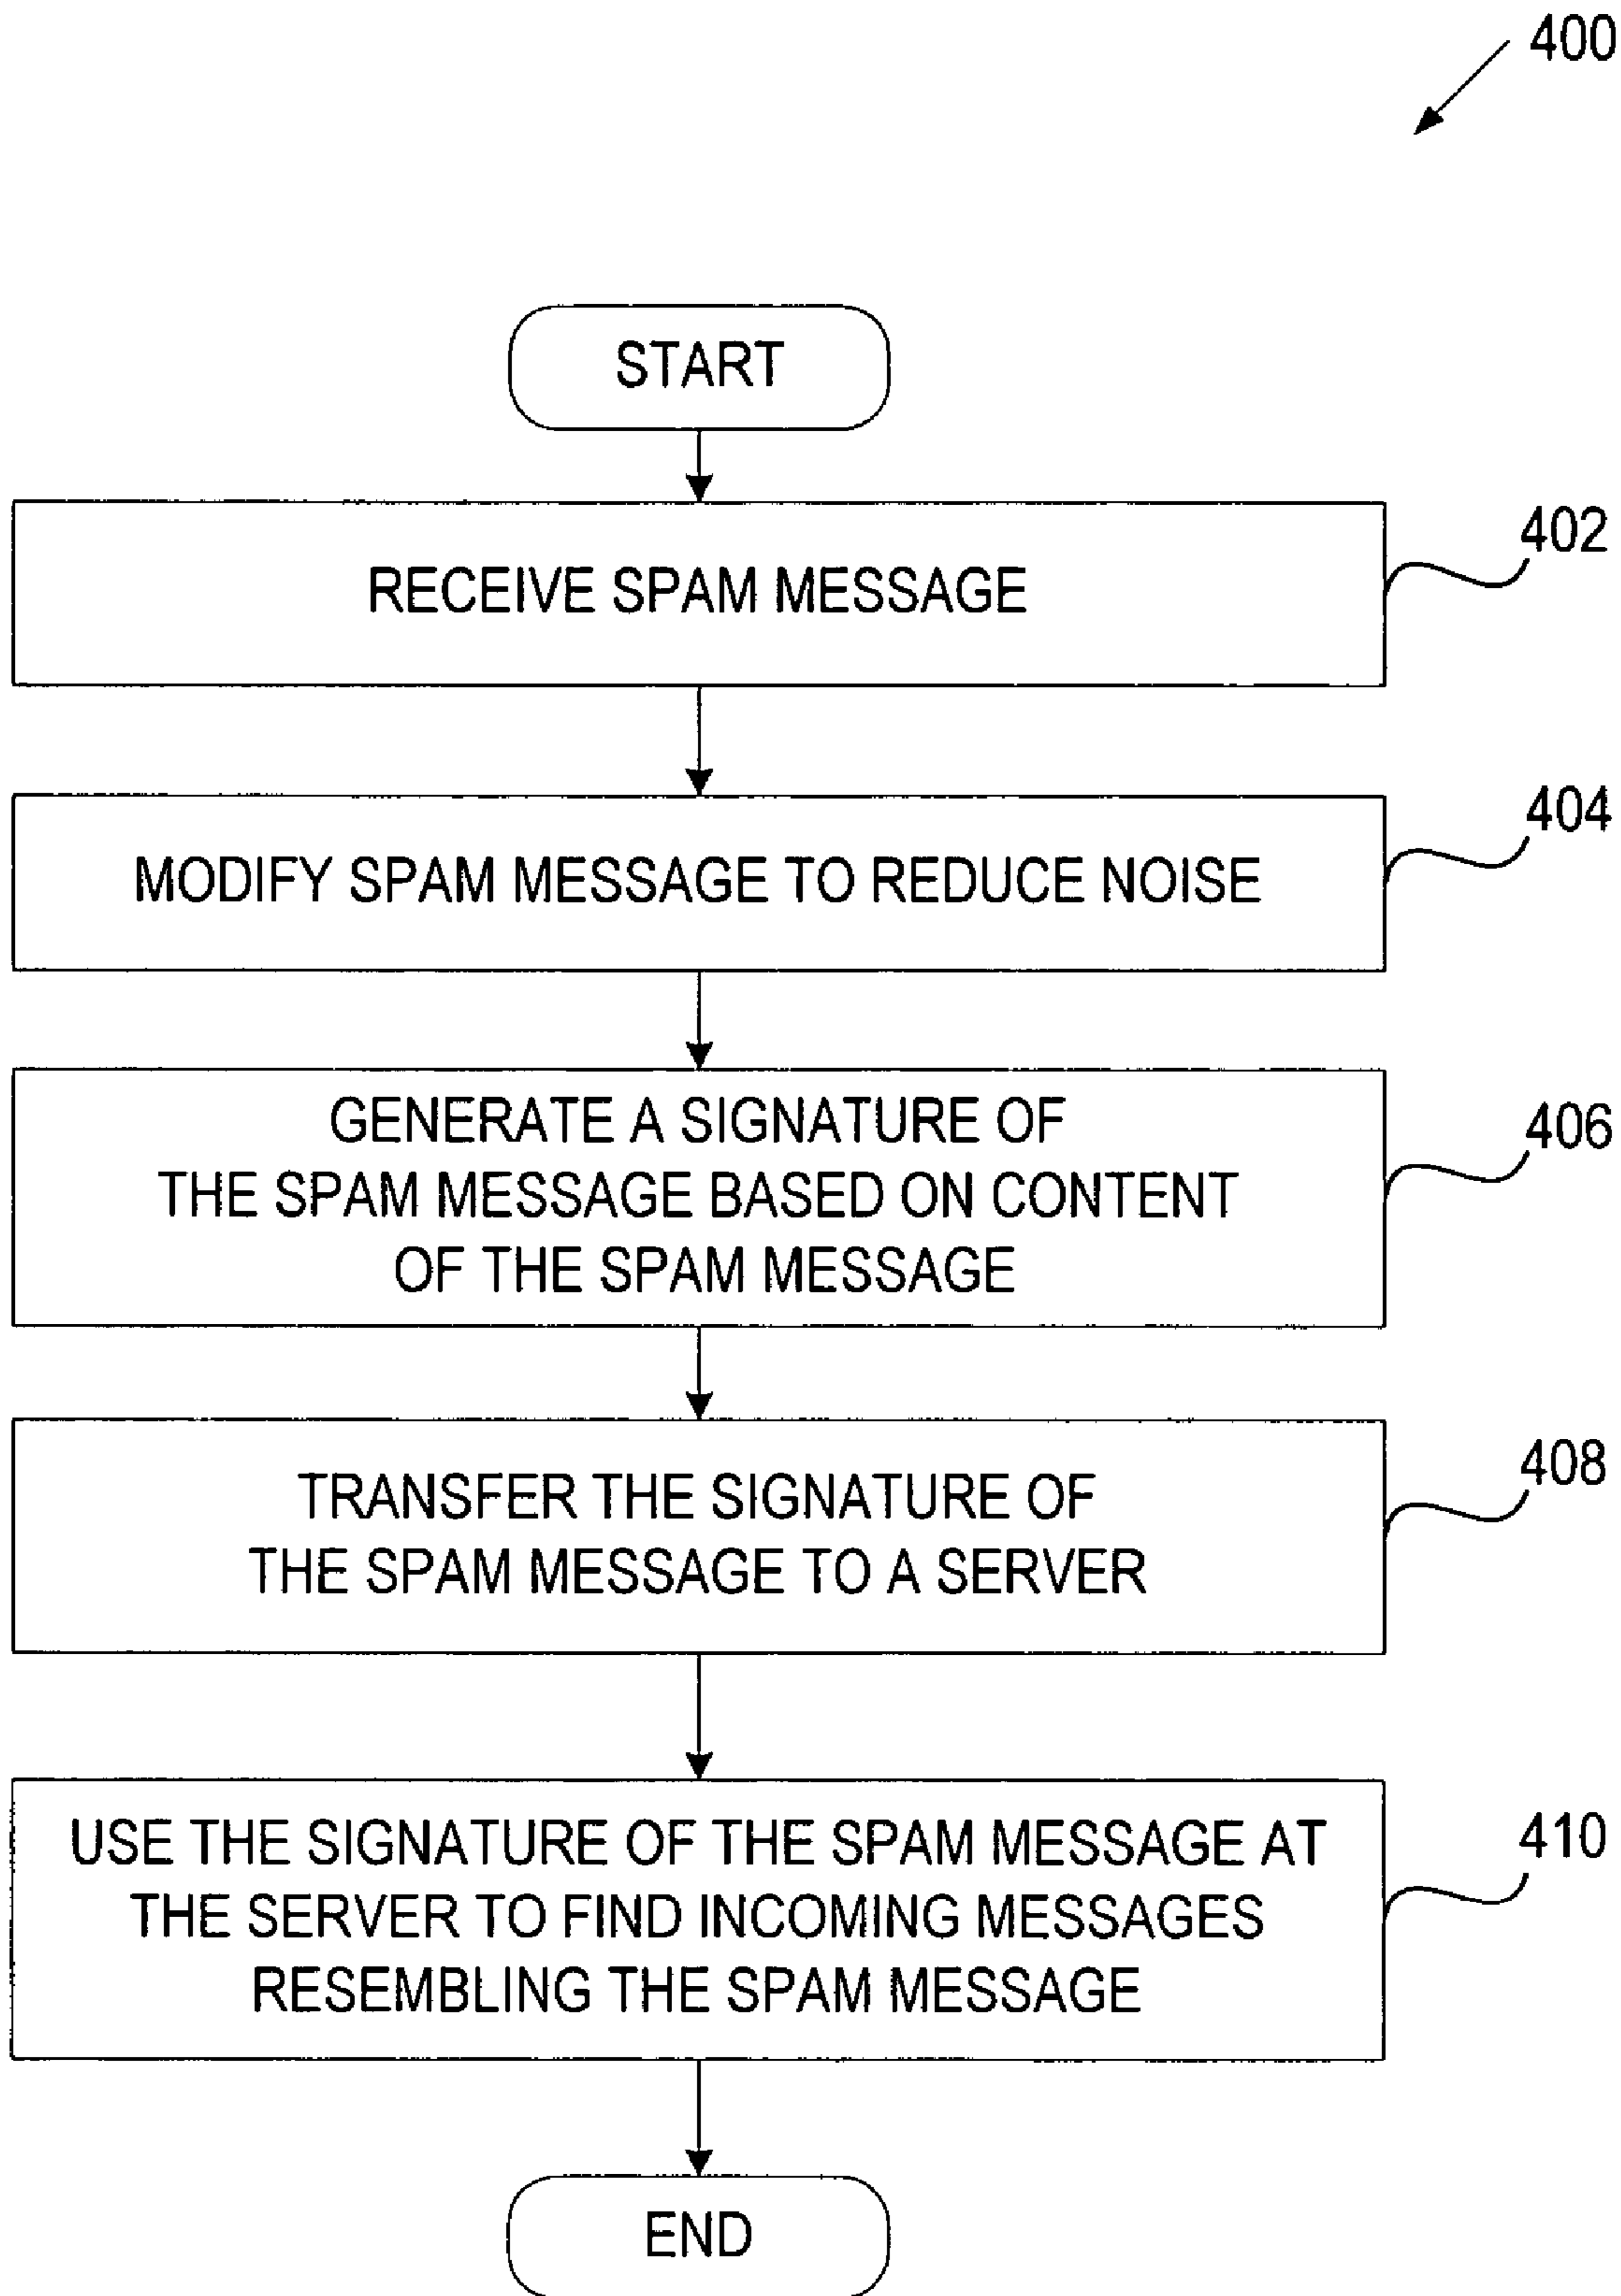 400
START
RECEIVE SPAM MESSAGE
402
MODIFY SPAM MESSAGE TO REDUCE NOISE
404
GENERATE A SIGNATURE OF
THE SPAM MESSAGE BASED ON CONTENT
OF THE SPAM MESSAGE
406
TRANSFER THE SIGNATURE OF
THE SPAM MESSAGE TO A SERVER
408
USE THE SIGNATURE OF THE SPAM MESSAGE AT
THE SERVER TO FIND INCOMING MESSAGES
RESEMBLING THE SPAM MESSAGE
410
END